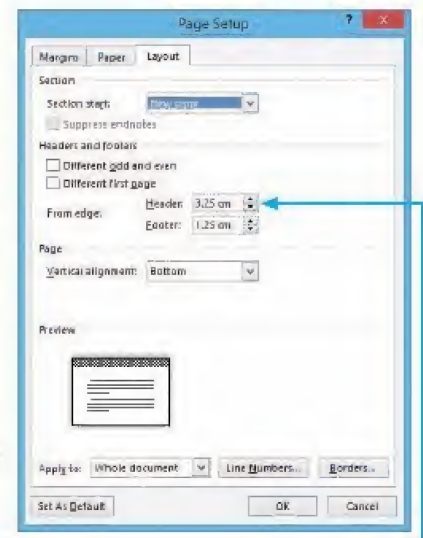 Page Setup
Margins Paper Layout
Section
Section start: New page
Suppress endnotes
Headers and footers
Different odd and even
Different first page
From edge: Header: 3.25 cm
Footer: 1.25 cm
Page
Vertical alignment: Bottom
Preview
Apply to: Whole document Line Numbers... Borders...
Set As Default OK Cancel